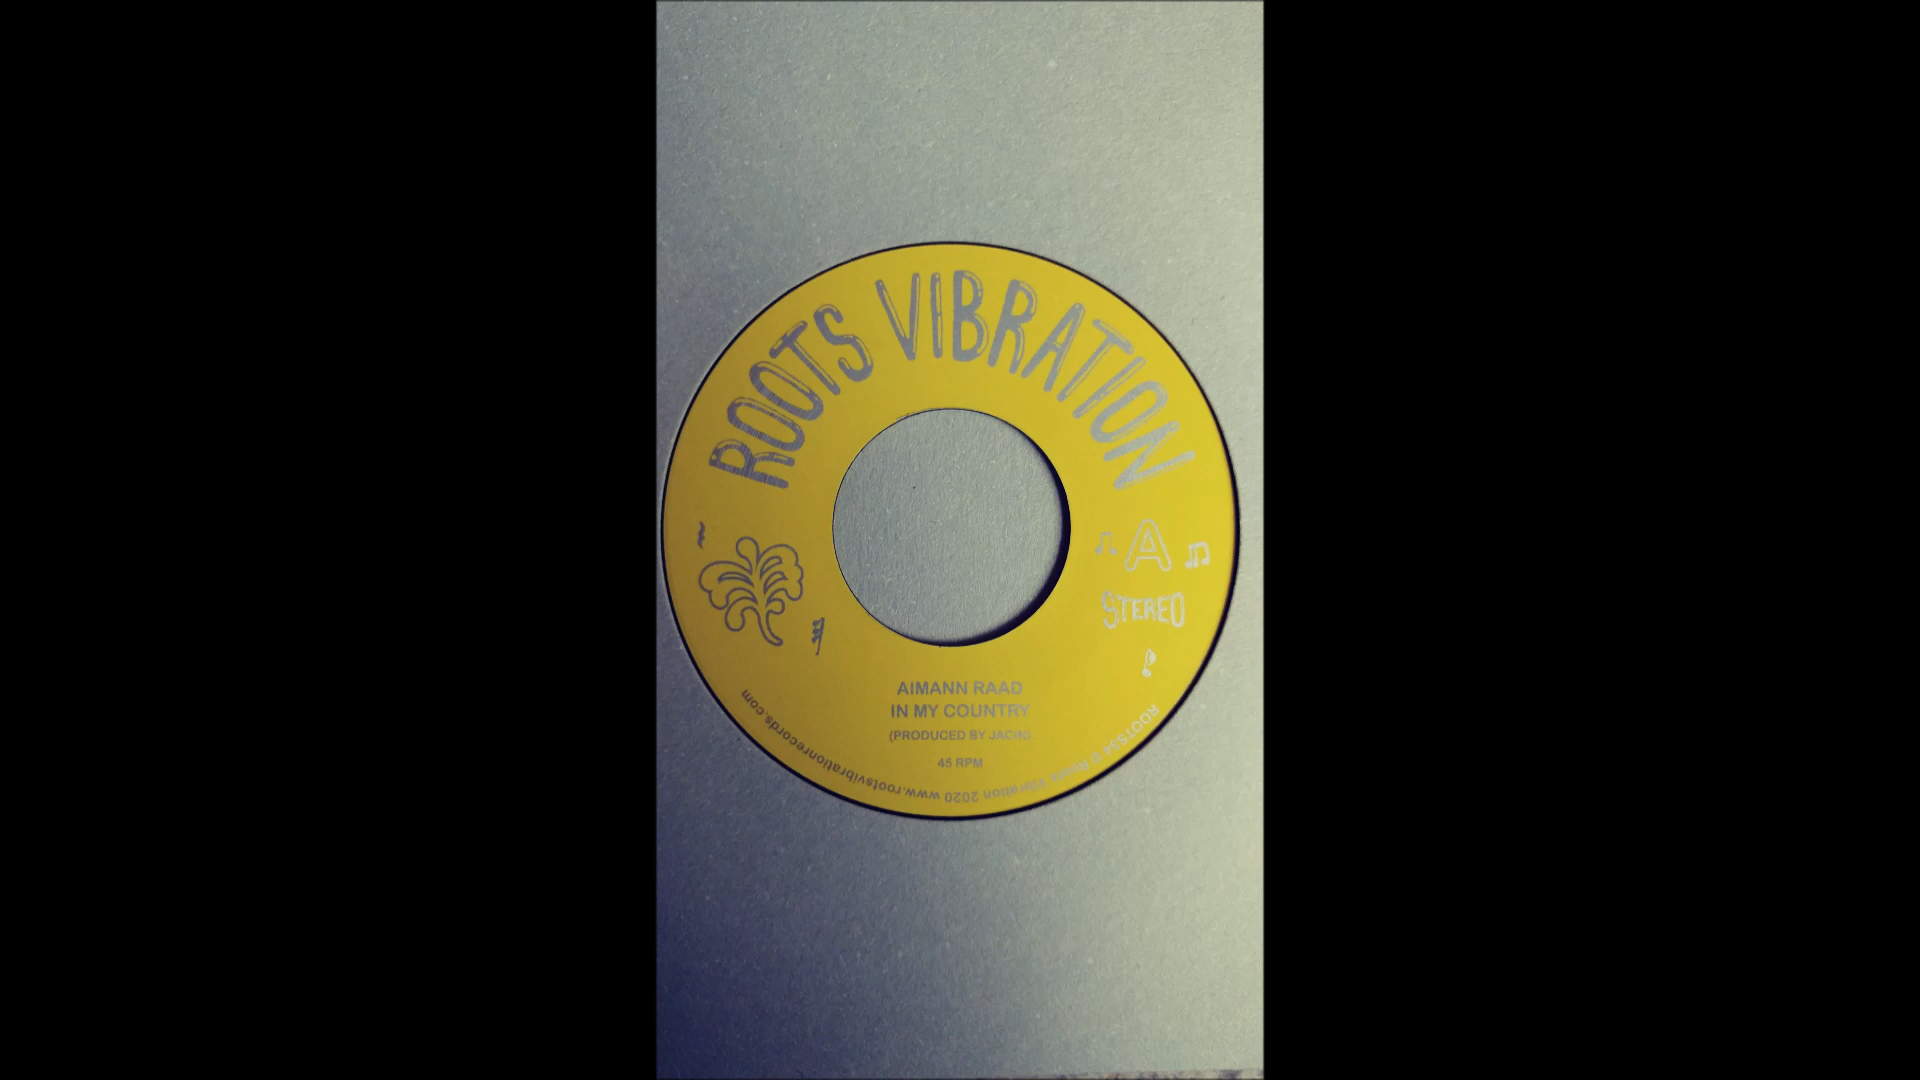 ROOTS VIBRATION
A
STEREO
AIMANN RAAD
IN MY COUNTRY
(PRODUCED BY JACIN)
45 RPM
ROOTS34 © Roots Vibration 2020 www.rootsvibrationrecords.com